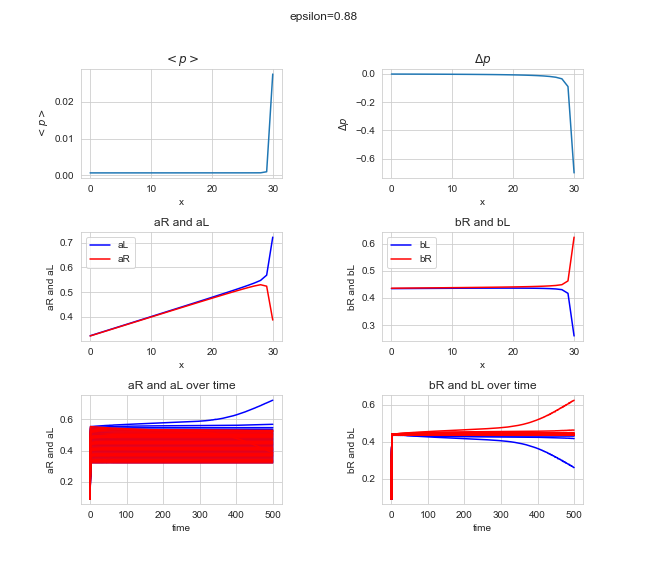 epsilon=0.88
< p >
Δp
0.02
0.01
0.00
< p >
0 10 20 30
x
0.0
−0.2
−0.4
−0.6
Δp
0 10 20 30
x
aR and aL
bR and bL
0.7
0.6
0.5
0.4
aR and aL
aL
aR
0 10 20 30
x
0.6
0.5
0.4
0.3
bR and bL
bL
bR
0 10 20 30
x
aR and aL over time
bR and bL over time
0.6
0.4
0.2
aR and aL
0 100 200 300 400 500
time
0.6
0.4
0.2
bR and bL
0 100 200 300 400 500
time